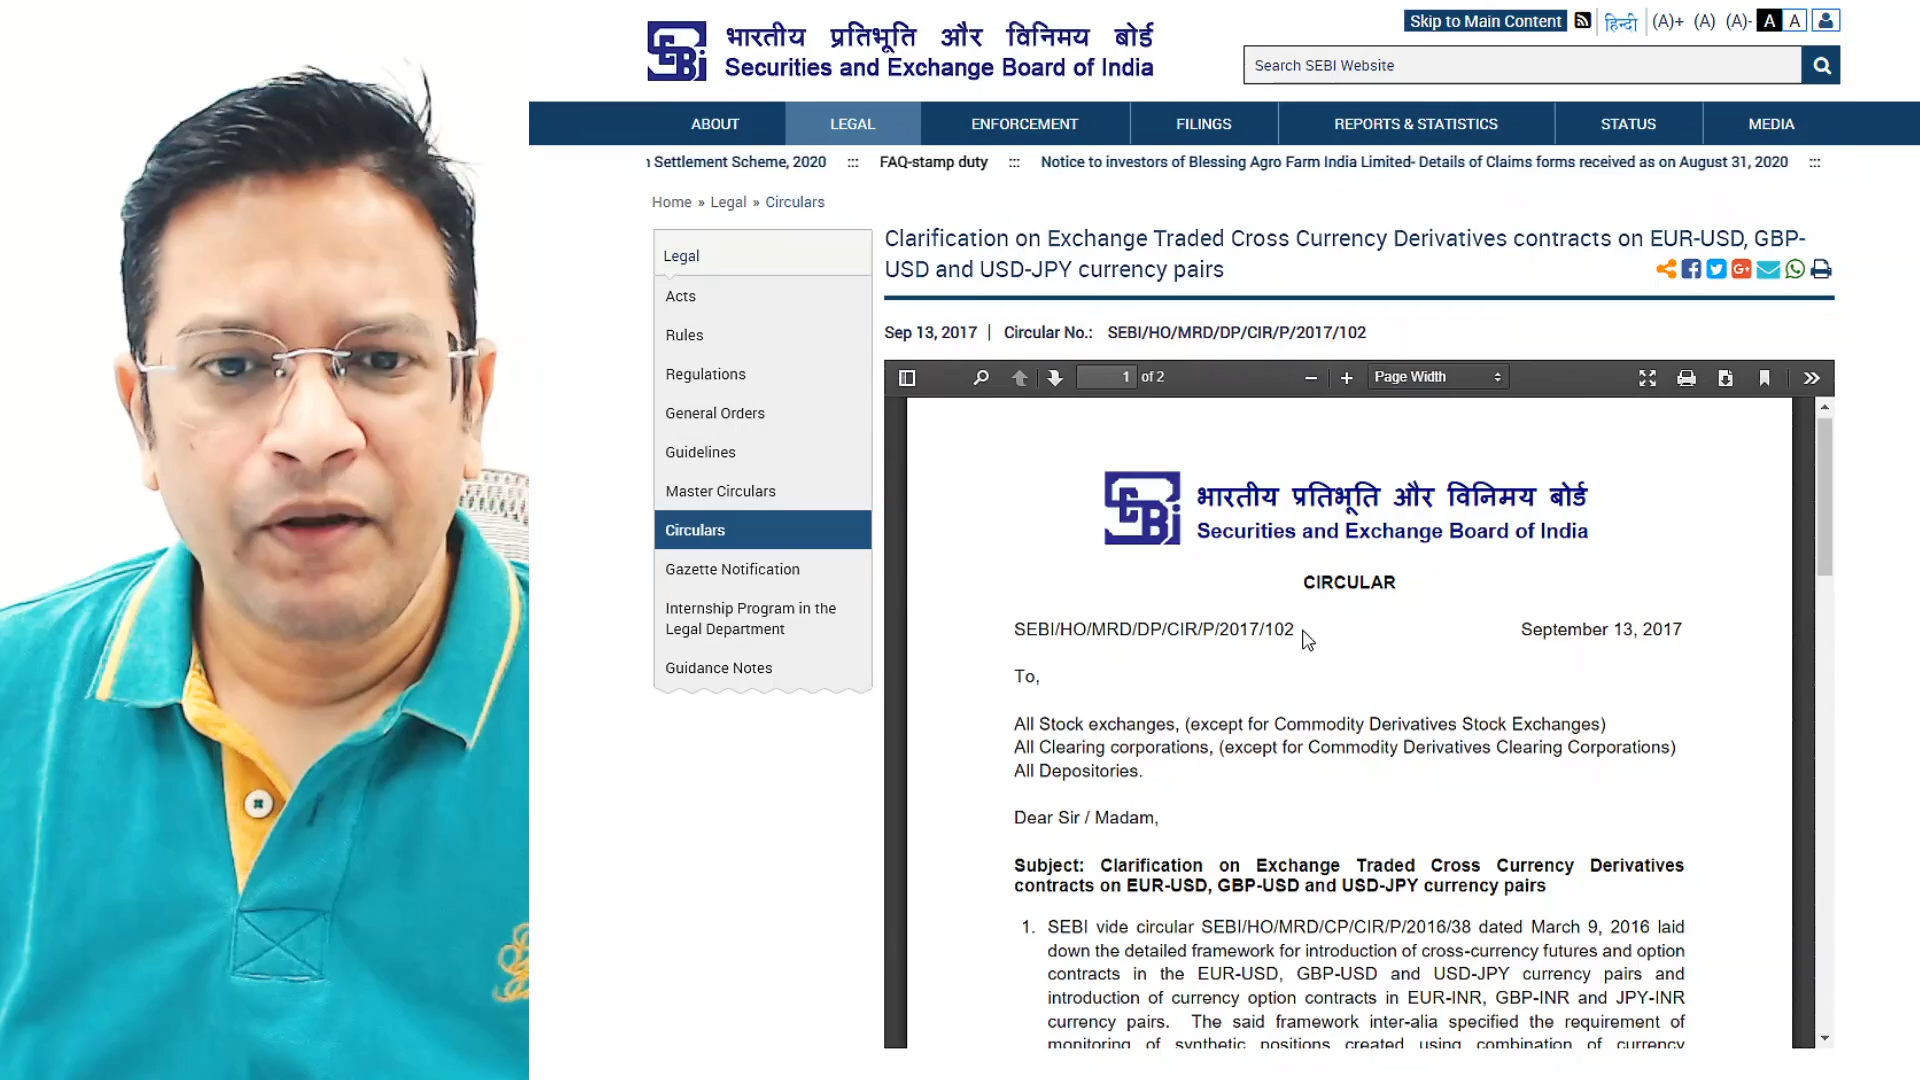 भारतीय प्रतिभूति और विनिमय बोर्ड
Securities and Exchange Board of India
Skip to Main Content हिन्दी (A)+ (A) (A)- A A
Search SEBI Website
ABOUT LEGAL ENFORCEMENT FILINGS REPORTS & STATISTICS STATUS MEDIA
Settlement Scheme, 2020 ::: FAQ-stamp duty ::: Notice to investors of Blessing Agro Farm India Limited- Details of Claims forms received as on August 31, 2020 :::
Home » Legal » Circulars
Legal
Acts
Rules
Regulations
General Orders
Guidelines
Master Circulars
Circulars
Gazette Notification
Internship Program in the
Legal Department
Guidance Notes
Clarification on Exchange Traded Cross Currency Derivatives contracts on EUR-USD, GBP-
USD and USD-JPY currency pairs
Sep 13, 2017 | Circular No.: SEBI/HO/MRD/DP/CIR/P/2017/102
1 of 2 Page Width
भारतीय प्रतिभूति और विनिमय बोर्ड
Securities and Exchange Board of India
CIRCULAR
SEBI/HO/MRD/DP/CIR/P/2017/102 September 13, 2017
To,
All Stock exchanges, (except for Commodity Derivatives Stock Exchanges)
All Clearing corporations, (except for Commodity Derivatives Clearing Corporations)
All Depositories.
Dear Sir / Madam,
Subject: Clarification on Exchange Traded Cross Currency Derivatives
contracts on EUR-USD, GBP-USD and USD-JPY currency pairs
1. SEBI vide circular SEBI/HO/MRD/CP/CIR/P/2016/38 dated March 9, 2016 laid
down the detailed framework for introduction of cross-currency futures and option
contracts in the EUR-USD, GBP-USD and USD-JPY currency pairs and
introduction of currency option contracts in EUR-INR, GBP-INR and JPY-INR
currency pairs. The said framework inter-alia specified the requirement of
monitoring of synthetic positions created using combination of currency